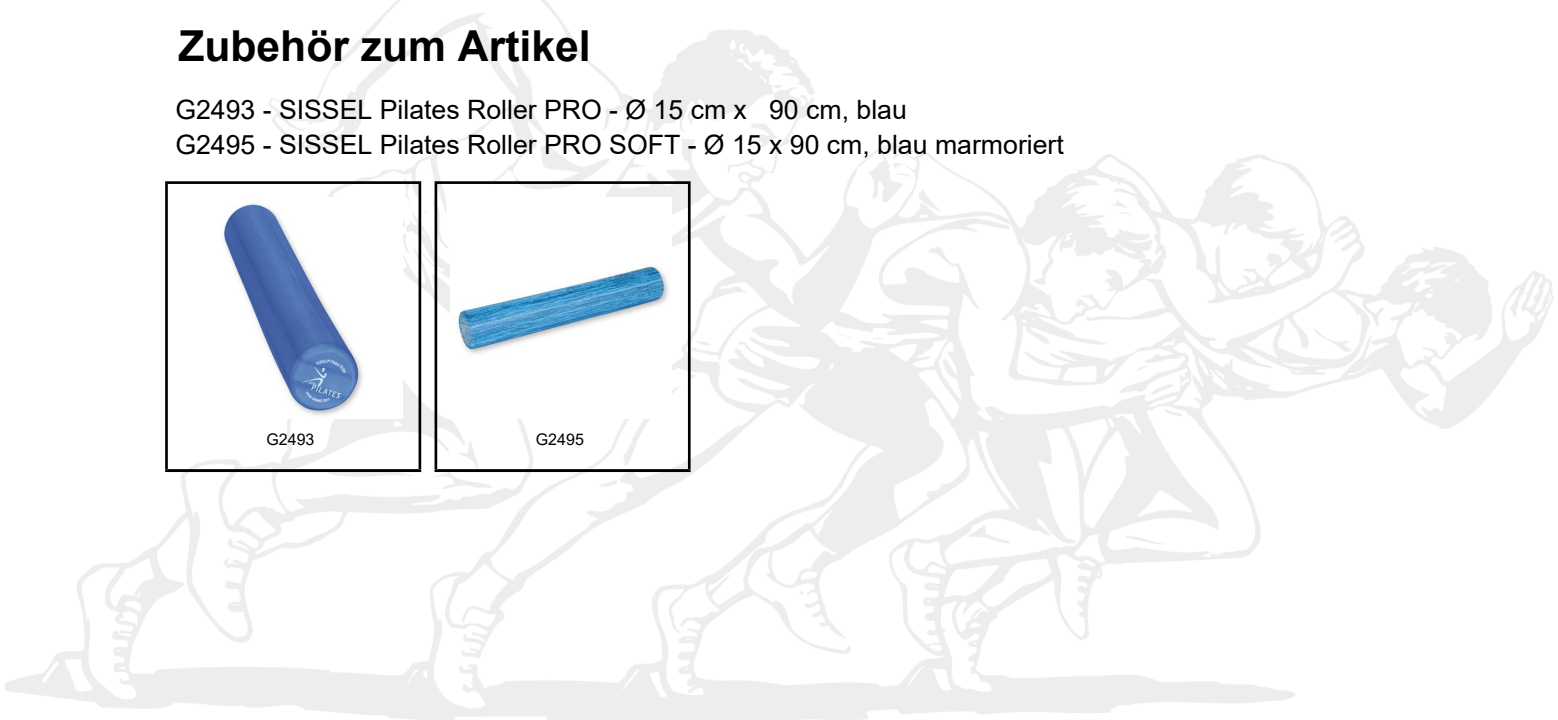 Zubehör zum Artikel
G2493 - SISSEL Pilates Roller PRO - Ø 15 cm x   90 cm, blau
G2495 - SISSEL Pilates Roller PRO SOFT - Ø 15 x 90 cm, blau marmoriert
PILATES
G2493
G2495